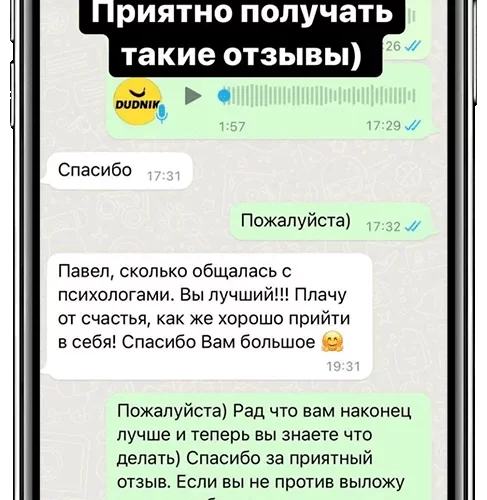 Приятно получать
такие отзывы)
26
DUDNIK
1:57
17:29
Спасибо
17:31
Пожалуйста)
17:32
Павел, сколько общалась с
психологами. Вы лучший!!! Плачу
от счастья, как же хорошо прийти
в себя! Спасибо Вам большое 🤗
19:31
Пожалуйста) Рад что вам наконец
лучше и теперь вы знаете что
делать) Спасибо за приятный
отзыв. Если вы не против выложу